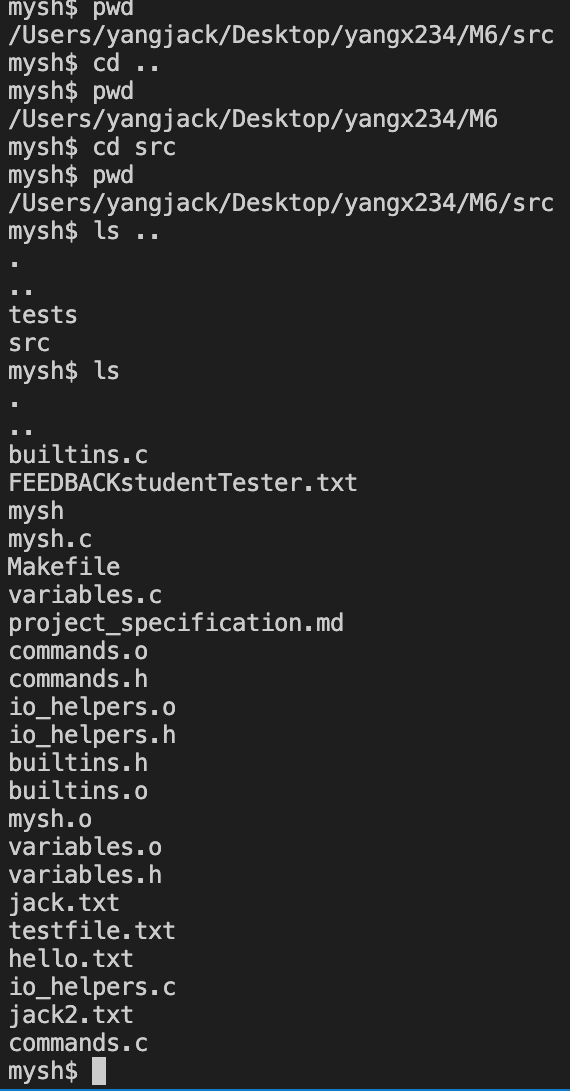 mysh$ pwd
/Users/yangjack/Desktop/yangx234/M6/src
mysh$ cd ..
mysh$ pwd
/Users/yangjack/Desktop/yangx234/M6
mysh$ cd src
mysh$ pwd
/Users/yangjack/Desktop/yangx234/M6/src
mysh$ ls ..
.
..
tests
src
mysh$ ls
.
..
builtins.c
FEEDBACKstudentTester.txt
mysh
mysh.c
Makefile
variables.c
project_specification.md
commands.o
commands.h
io_helpers.o
io_helpers.h
builtins.h
builtins.o
mysh.o
variables.o
variables.h
jack.txt
testfile.txt
hello.txt
io_helpers.c
jack2.txt
commands.c
mysh$